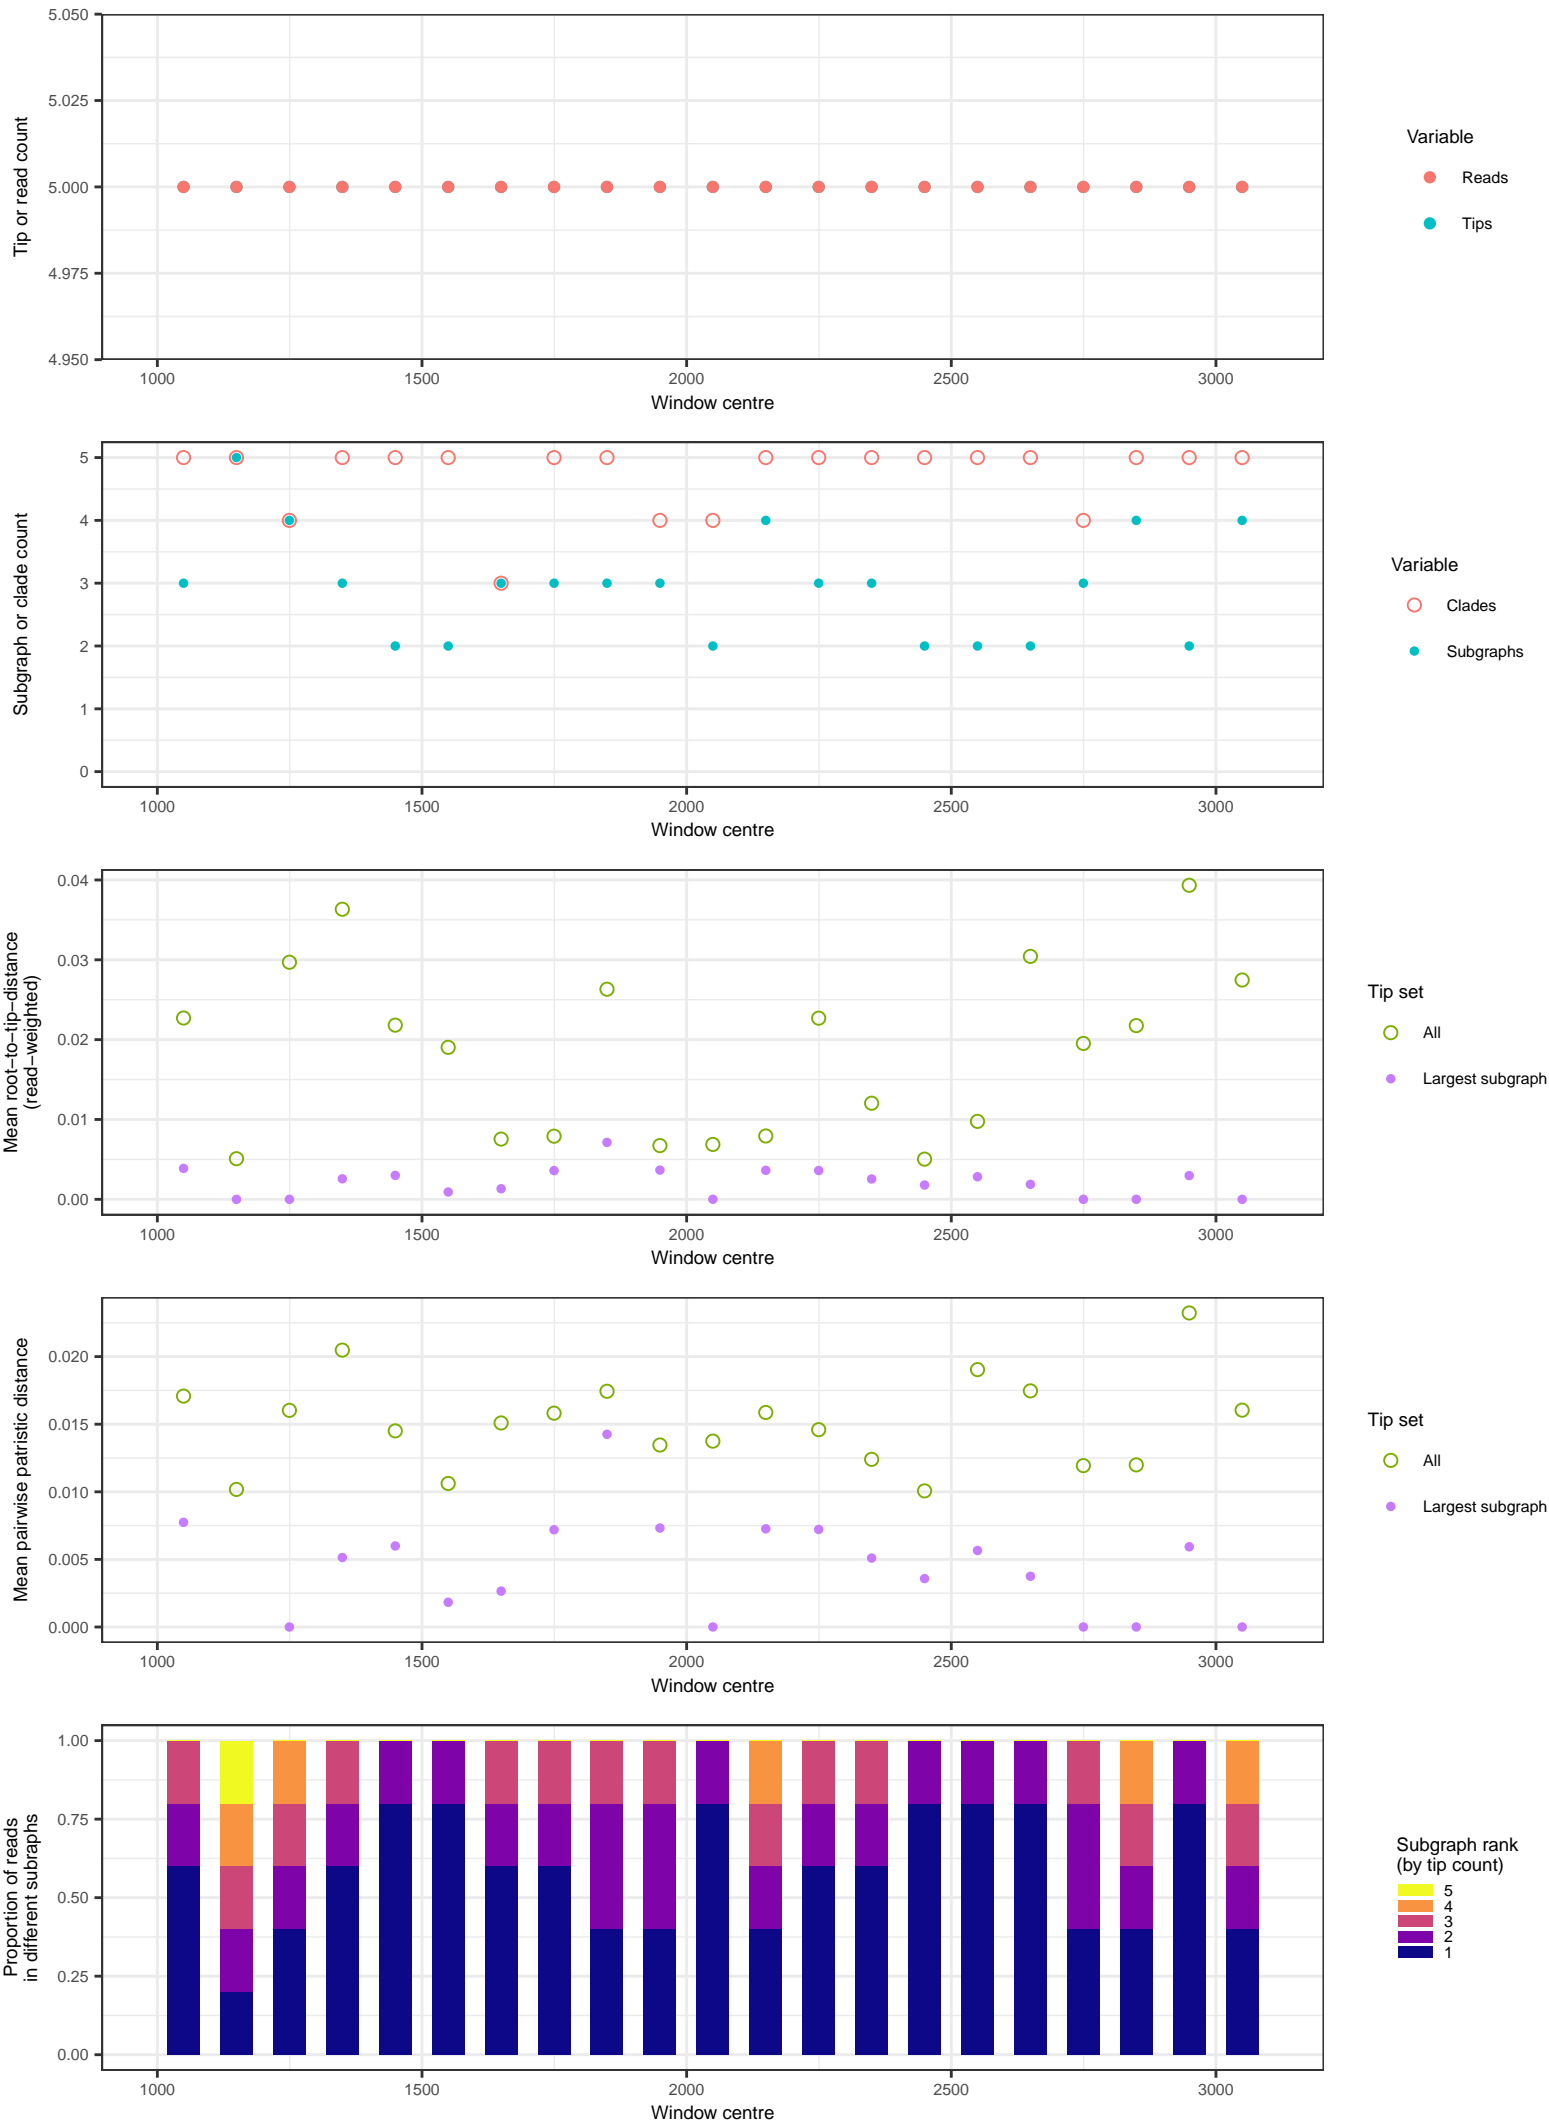 Tip or read count
5.050
5.025
5.000
4.975
4.950
1000 1500 2000 2500 3000
Window centre
Variable
Reads
Tips
Subgraph or clade count
5
4
3
2
1
0
1000 1500 2000 2500 3000
Window centre
Variable
Clades
Subgraphs
Mean root−to−tip−distance
(read−weighted)
0.04
0.03
0.02
0.01
0.00
1000 1500 2000 2500 3000
Window centre
Tip set
All
Largest subgraph
Mean pairwise patristic distance
0.020
0.015
0.010
0.005
0.000
1000 1500 2000 2500 3000
Window centre
Tip set
All
Largest subgraph
Proportion of reads
in different subraphs
1.00
0.75
0.50
0.25
0.00
1000 1500 2000 2500 3000
Window centre
Subgraph rank
(by tip count)
5
4
3
2
1